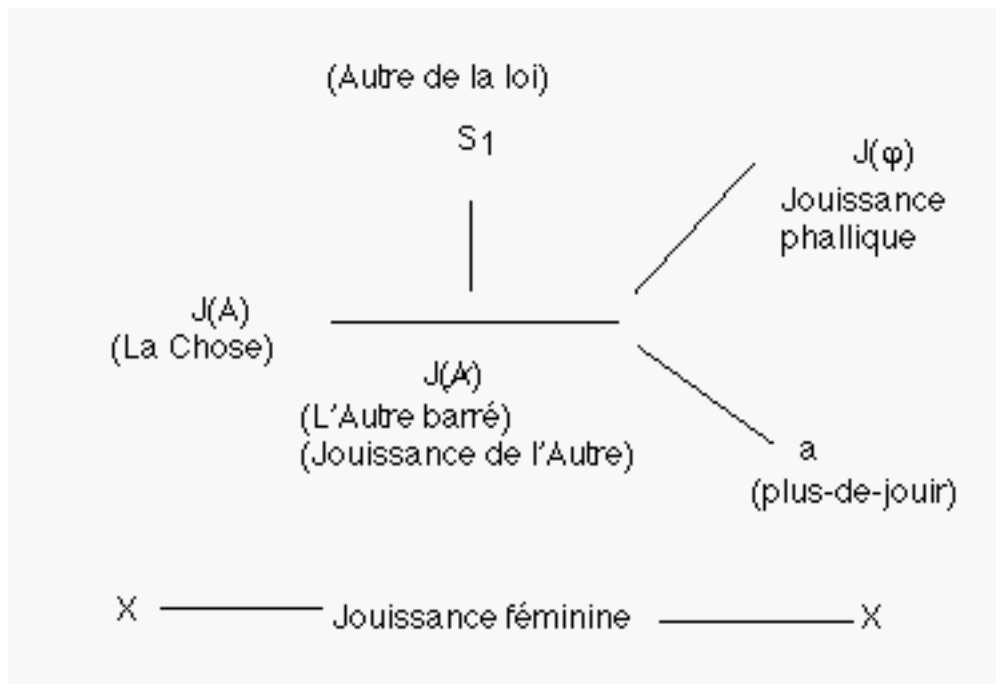 (Autre de la loi)
S1
J(φ)
Jouissance
phallique
J(A)
(La Chose)
J(A̸)
(L'Autre barré)
(Jouissance de l'Autre)
a
(plus-de-jouir)
X Jouissance féminine X